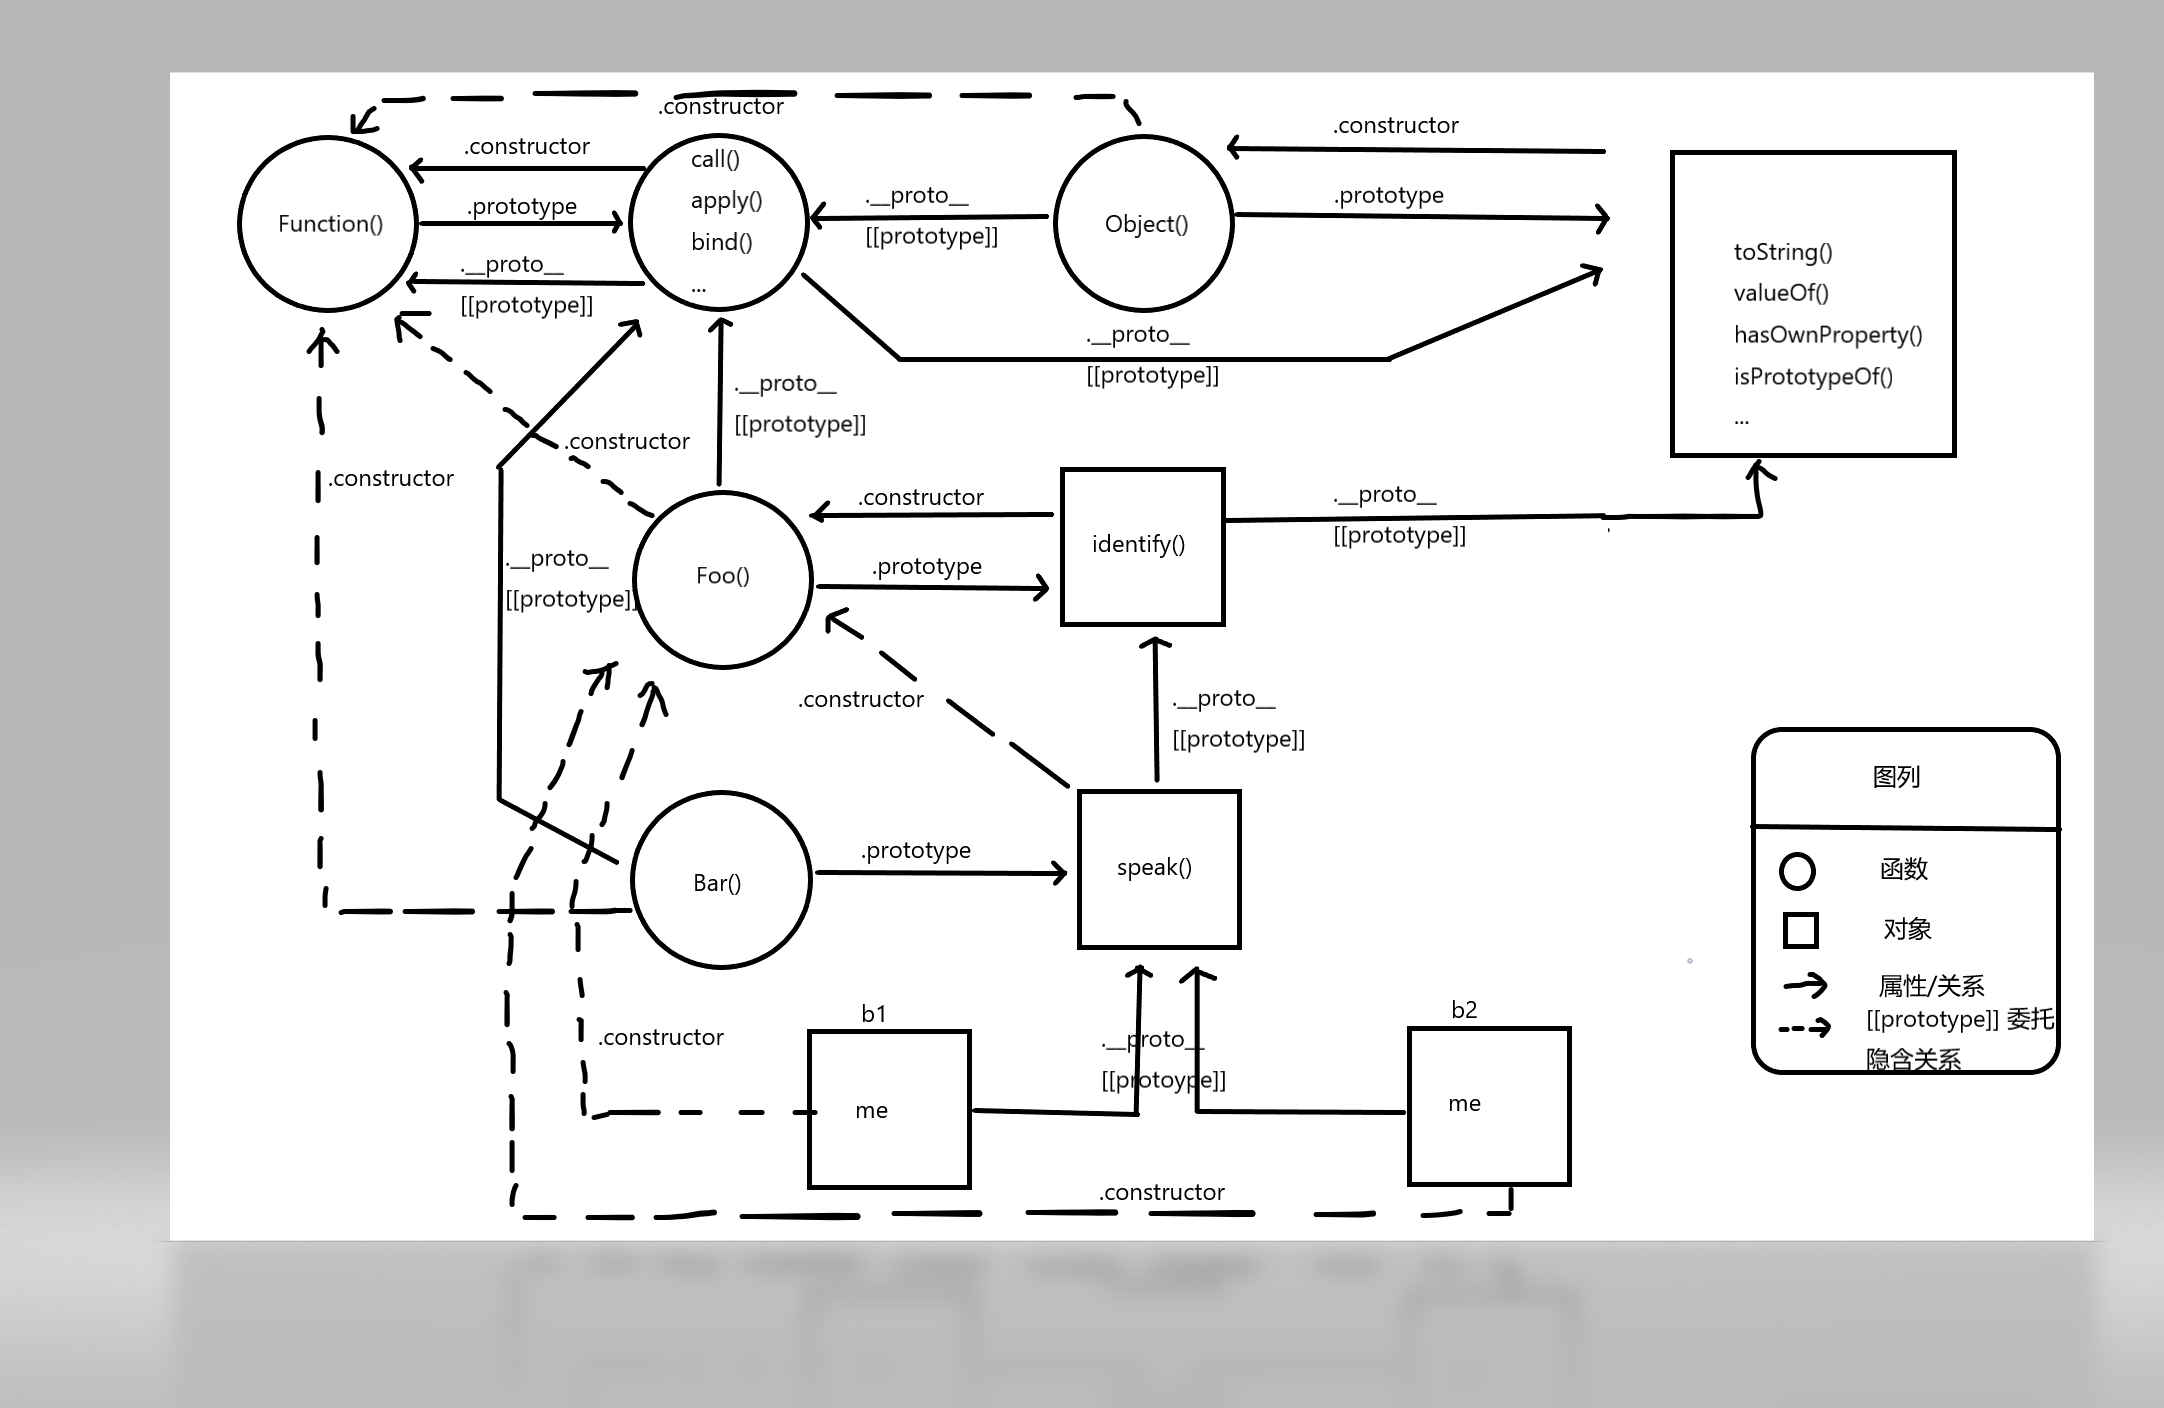 .constructor
.constructor
.constructor
call()
apply()
bind()
...
.prototype
.__proto__
[[prototype]]
Function()
.__proto__
[[prototype]]
Object()
.prototype
toString()
valueOf()
hasOwnProperty()
isPrototypeOf()
...
.__proto__
[[prototype]]
.__proto__
[[prototype]]
.constructor
.constructor
.__proto__
[[prototype]]
Foo()
.constructor
.prototype
identify()
.__proto__
[[prototype]]
.constructor
.__proto__
[[prototype]]
Bar()
.prototype
speak()
b1
me
.constructor
.__proto__
[[protoype]]
b2
me
.constructor
图列
函数
对象
属性/关系
[[prototype]] 委托
隐含关系